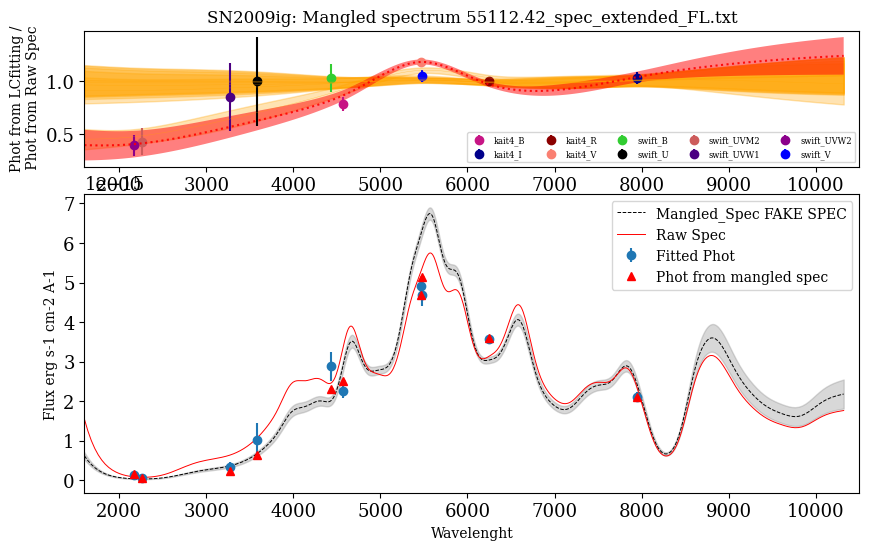 SN2009ig: Mangled spectrum 55112.42_spec_extended_FL.txt
Phot from LCfitting /
Phot from Raw Spec
1.0
0.5
kait4_B kait4_R swift_B swift_UVM2 swift_UVW2
kait4_I kait4_V swift_U swift_UVW1 swift_V
2000 3000 4000 5000 6000 7000 8000 9000 10000
1e−15
Flux erg s-1 cm-2 A-1
7
6
5
4
3
2
1
0
Mangled_Spec FAKE SPEC
Raw Spec
Fitted Phot
Phot from mangled spec
2000 3000 4000 5000 6000 7000 8000 9000 10000
Wavelenght